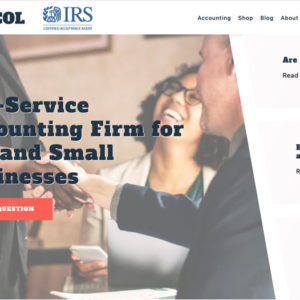 COL
IRS
CERTIFIED ACCEPTANCE AGENT
Accounting Shop Blog About
-Service
ounting Firm for
and Small
inesses
QUESTION
Are
Read
Read